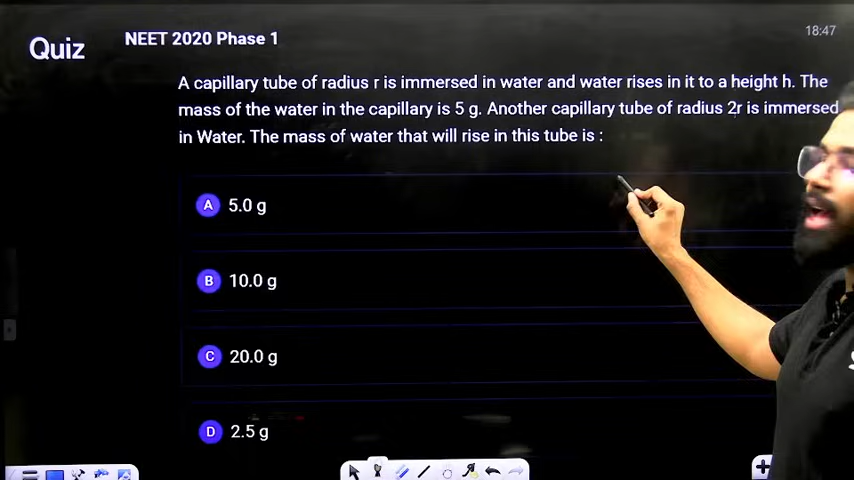 18:47
Quiz
NEET 2020 Phase 1
A capillary tube of radius r is immersed in water and water rises in it to a height h. The
mass of the water in the capillary is 5 g. Another capillary tube of radius 2r is immersed
in Water. The mass of water that will rise in this tube is :
A 5.0 g
B 10.0 g
C 20.0 g
D 2.5 g